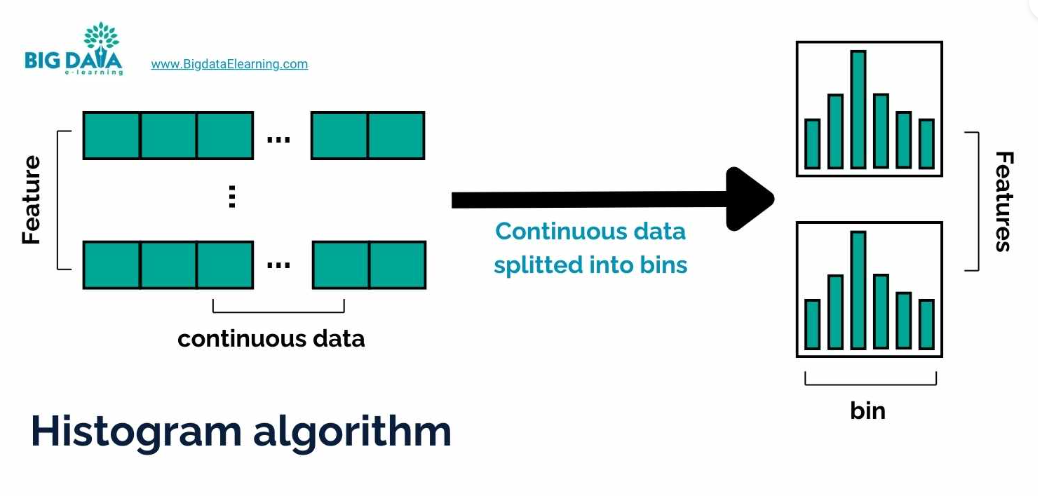 BIG DATA
e-learning
www.BigdataElearning.com
Feature
...
...
...
continuous data
Continuous data
splitted into bins
Features
bin
Histogram algorithm